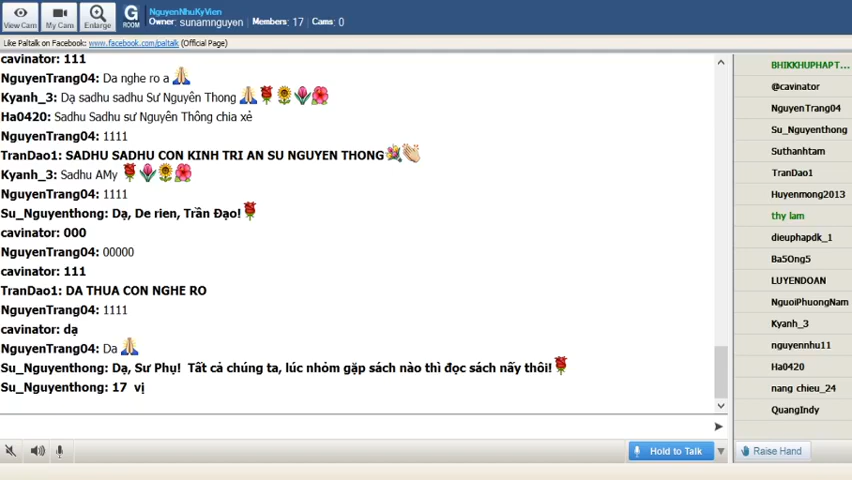 View Cam
My Cam
Enlarge
G
ROOM
NguyenNhuKyVien
Owner: sunamnguyen Members: 17 Cams: 0
Like Paltalk on Facebook: www.facebook.com/paltalk (Official Page)
cavinator: 111
NguyenTrang04: Da nghe ro a
Kyanh_3: Dạ sadhu sadhu Sư Nguyên Thong
Ha0420: Sadhu Sadhu sư Nguyên Thông chia xẻ
NguyenTrang04: 1111
TranDao1: SADHU SADHU CON KINH TRI AN SU NGUYEN THONG
Kyanh_3: Sadhu AMy
NguyenTrang04: 1111
Su_Nguyenthong: Dạ, De rien, Trần Đạo!
cavinator: 000
NguyenTrang04: 00000
cavinator: 111
TranDao1: DA THUA CON NGHE RO
NguyenTrang04: 1111
cavinator: dạ
NguyenTrang04: Da
Su_Nguyenthong: Dạ, Sư Phụ! Tất cả chúng ta, lúc nhỏm gặp sách nào thì đọc sách nấy thôi!
Su_Nguyenthong: 17 vị
BHIKKHUPHAPT...
@cavinator
NguyenTrang04
Su_Nguyenthong
Suthanhtam
TranDao1
Huyenmong2013
thy lam
dieuphapdk_1
Ba5Ong5
LUYENDOAN
NguoiPhuongNam
Kyanh_3
nguyennhu11
Ha0420
nang chieu_24
QuangIndy
Hold to Talk
Raise Hand